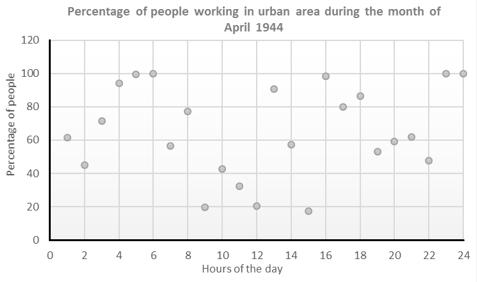 Percentage of people working in urban area during the month of
April 1944
120
100
80
60
40
20
0
Percentage of people
0 2 4 6 8 10 12 14 16 18 20 22 24
Hours of the day